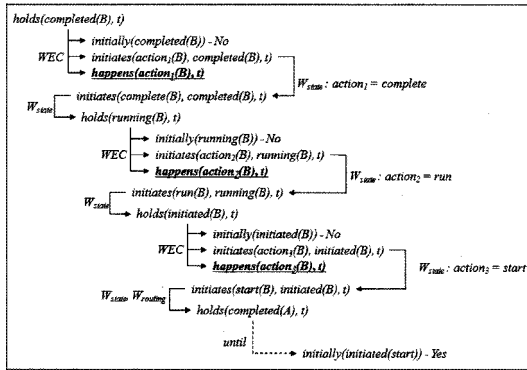 holds(completed(B), t)
initially(completed(B)) - No
WEC initiates(action1(B), completed(B), t)
happens(action1(B), t)
Wstate : action1 = complete
initiates(complete(B), completed(B), t)
Wstate
holds(running(B), t)
initially(running(B)) - No
WEC initiates(action2(B), running(B), t)
happens(action2(B), t)
Wstate : action2 = run
initiates(run(B), running(B), t)
Wstate
holds(initiated(B), t)
initially(initiated(B)) - No
WEC initiates(action3(B), initiated(B), t)
happens(action3(B), t)
Wstate : action3 = start
Wstate, Wrouting initiates(start(B), initiated(B), t)
holds(completed(A), t)
until
initially(initiated(start)) - Yes